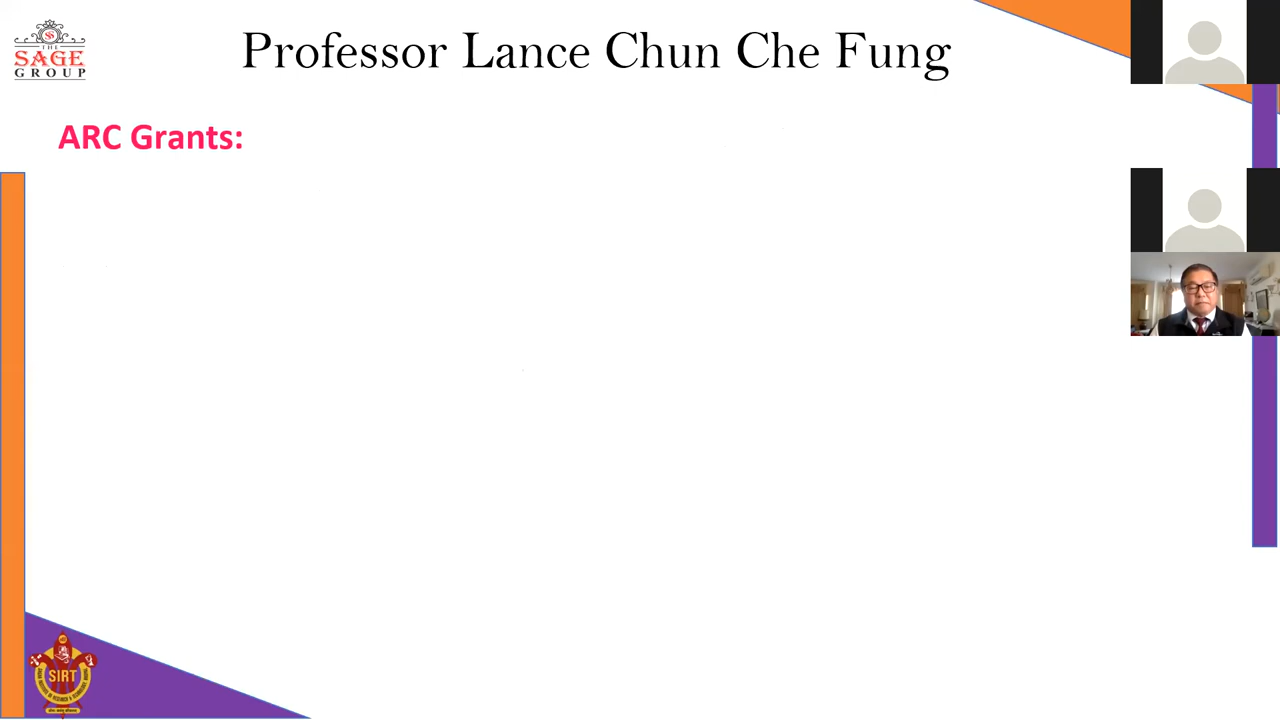 THE
SAGE
GROUP
Professor Lance Chun Che Fung
ARC Grants:
SIRT